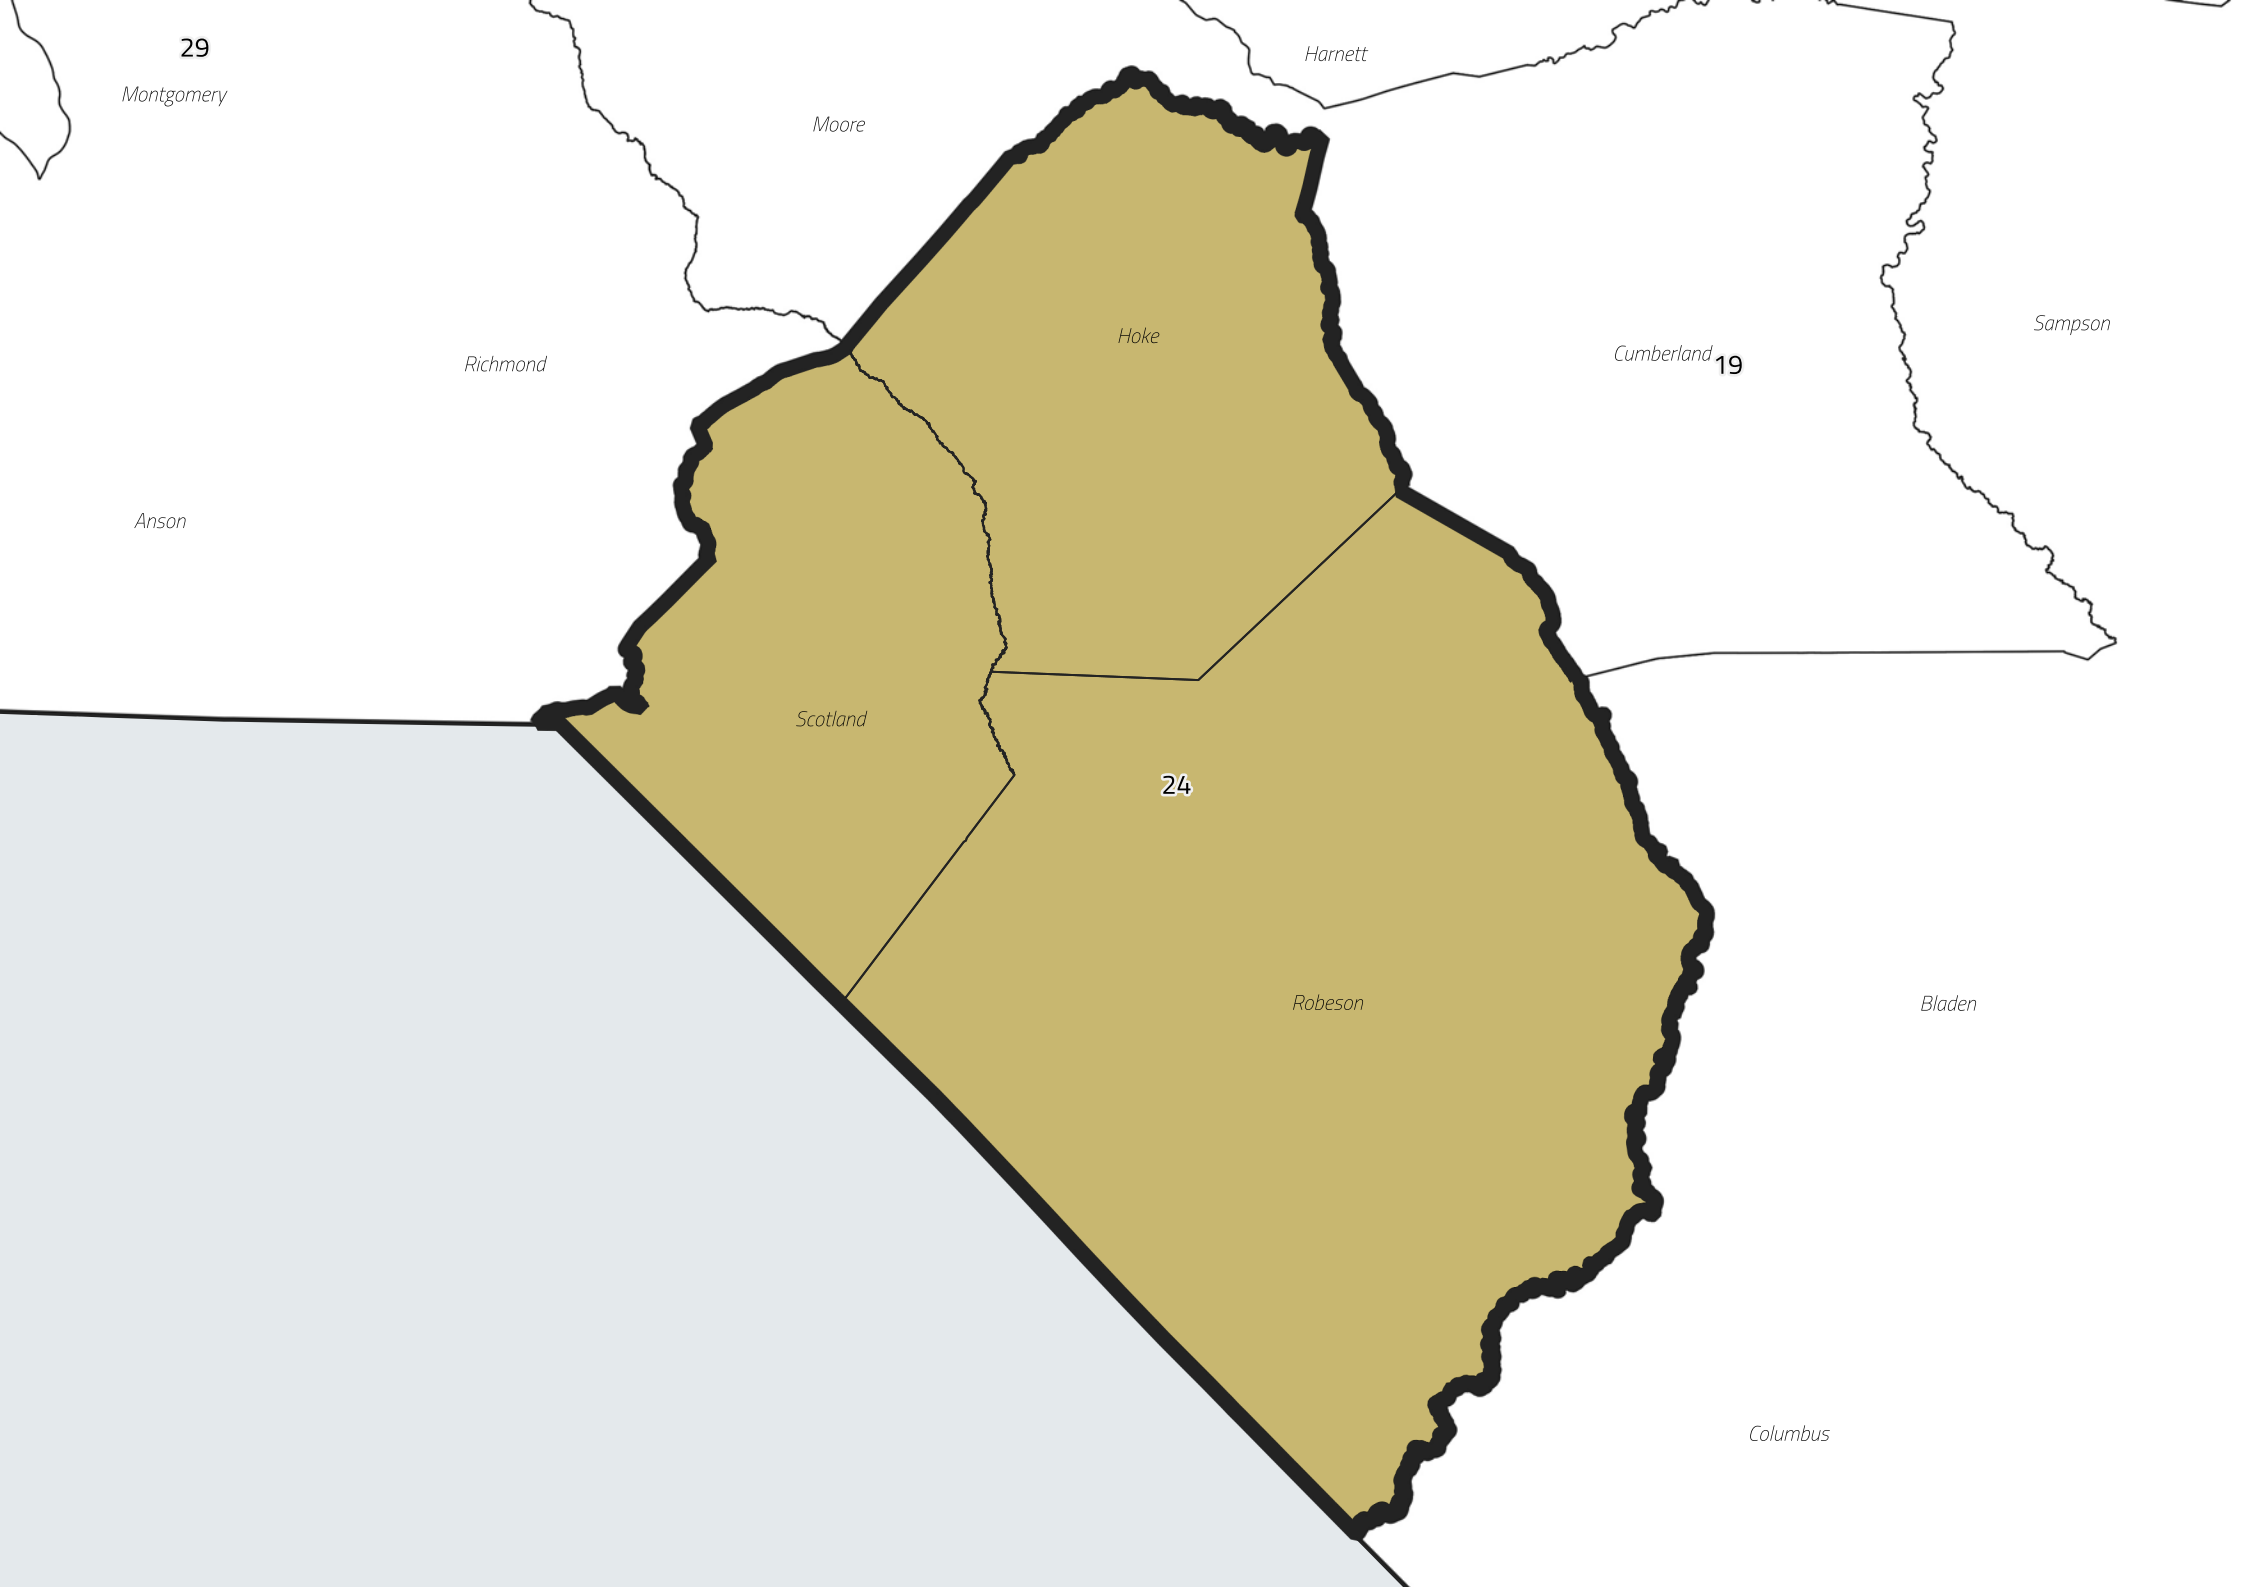 29
Montgomery
Harnett
Moore
Sampson
Hoke
Cumberland
19
Richmond
Anson
Scotland
24
Robeson
Bladen
Columbus